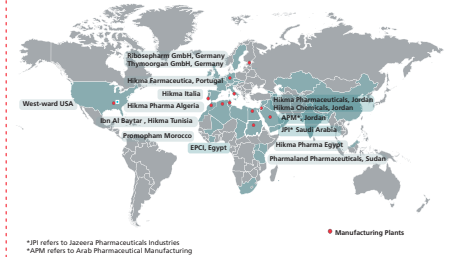 Ribosepharm GmbH, Germany
Thymoorgan GmbH, Germany
Hikma Farmaceutica, Portugal
Hikma Italia
West-ward USA
Hikma Pharma Algeria
Ibn Al Baytar , Hikma Tunisia
Promopham Morocco
EPCI, Egypt
Hikma Pharmaceuticals, Jordan
Hikma Chemicals, Jordan
APM*, Jordan
JPI* Saudi Arabia
Hikma Pharma Egypt
Pharmaland Pharmaceuticals, Sudan
Manufacturing Plants
*JPI refers to Jazeera Pharmaceuticals Industries
*APM refers to Arab Pharmaceutical Manufacturing